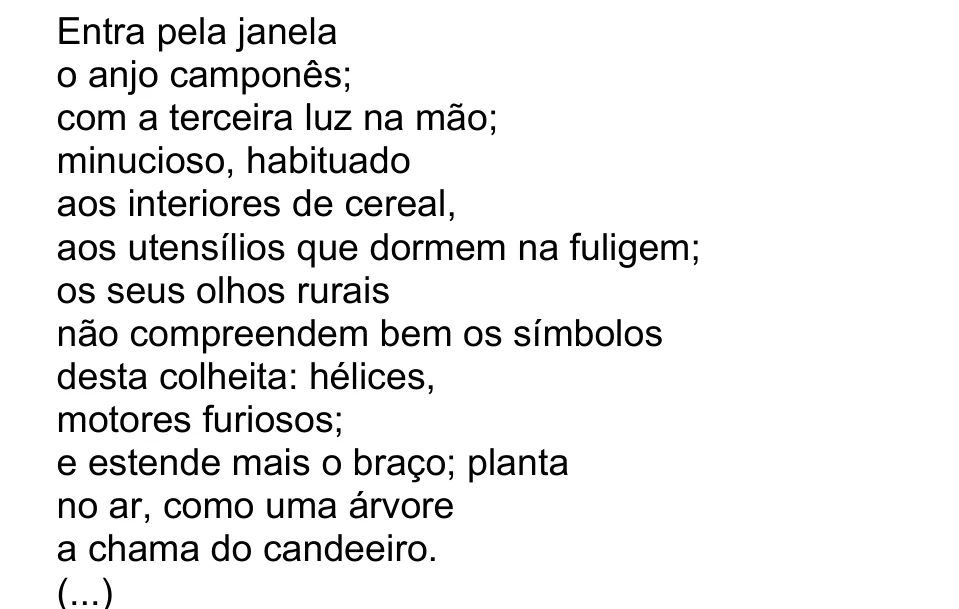 Entra pela janela
o anjo camponês;
com a terceira luz na mão;
minucioso, habituado
aos interiores de cereal,
aos utensílios que dormem na fuligem;
os seus olhos rurais
não compreendem bem os símbolos
desta colheita: hélices,
motores furiosos;
e estende mais o braço; planta
no ar, como uma árvore
a chama do candeeiro.
(...)